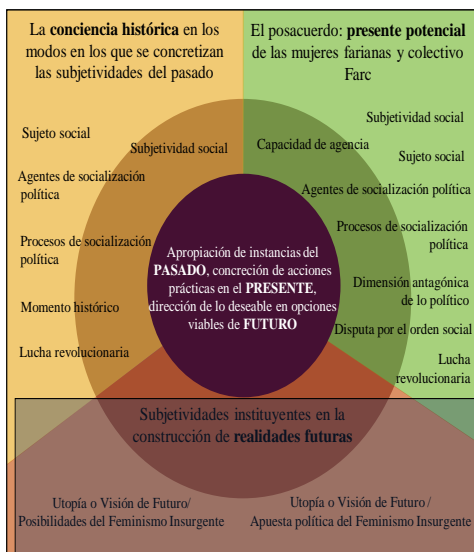 La conciencia histórica en los
modos en los que se concretizan
las subjetividades del pasado
El posacuerdo: presente potencial
de las mujeres farianas y colectivo
Farc
Sujeto social
Subjetividad social
Agentes de socialización
política
Procesos de socialización
política
Momento histórico
Lucha revolucionaria
Subjetividad social
Capacidad de agencia
Sujeto social
Agentes de socialización política
Procesos de socialización
política
Dimensión antagónica
de lo político
Disputa por el orden social
Lucha
revolucionaria
Apropiación de instancias del
PASADO, concreción de acciones
prácticas en el PRESENTE,
dirección de lo deseable en opciones
viables de FUTURO
Subjetividades instituyentes en la
construcción de realidades futuras
Utopía o Visión de Futuro/
Posibilidades del Feminismo Insurgente
Utopía o Visión de Futuro /
Apuesta política del Feminismo Insurgente